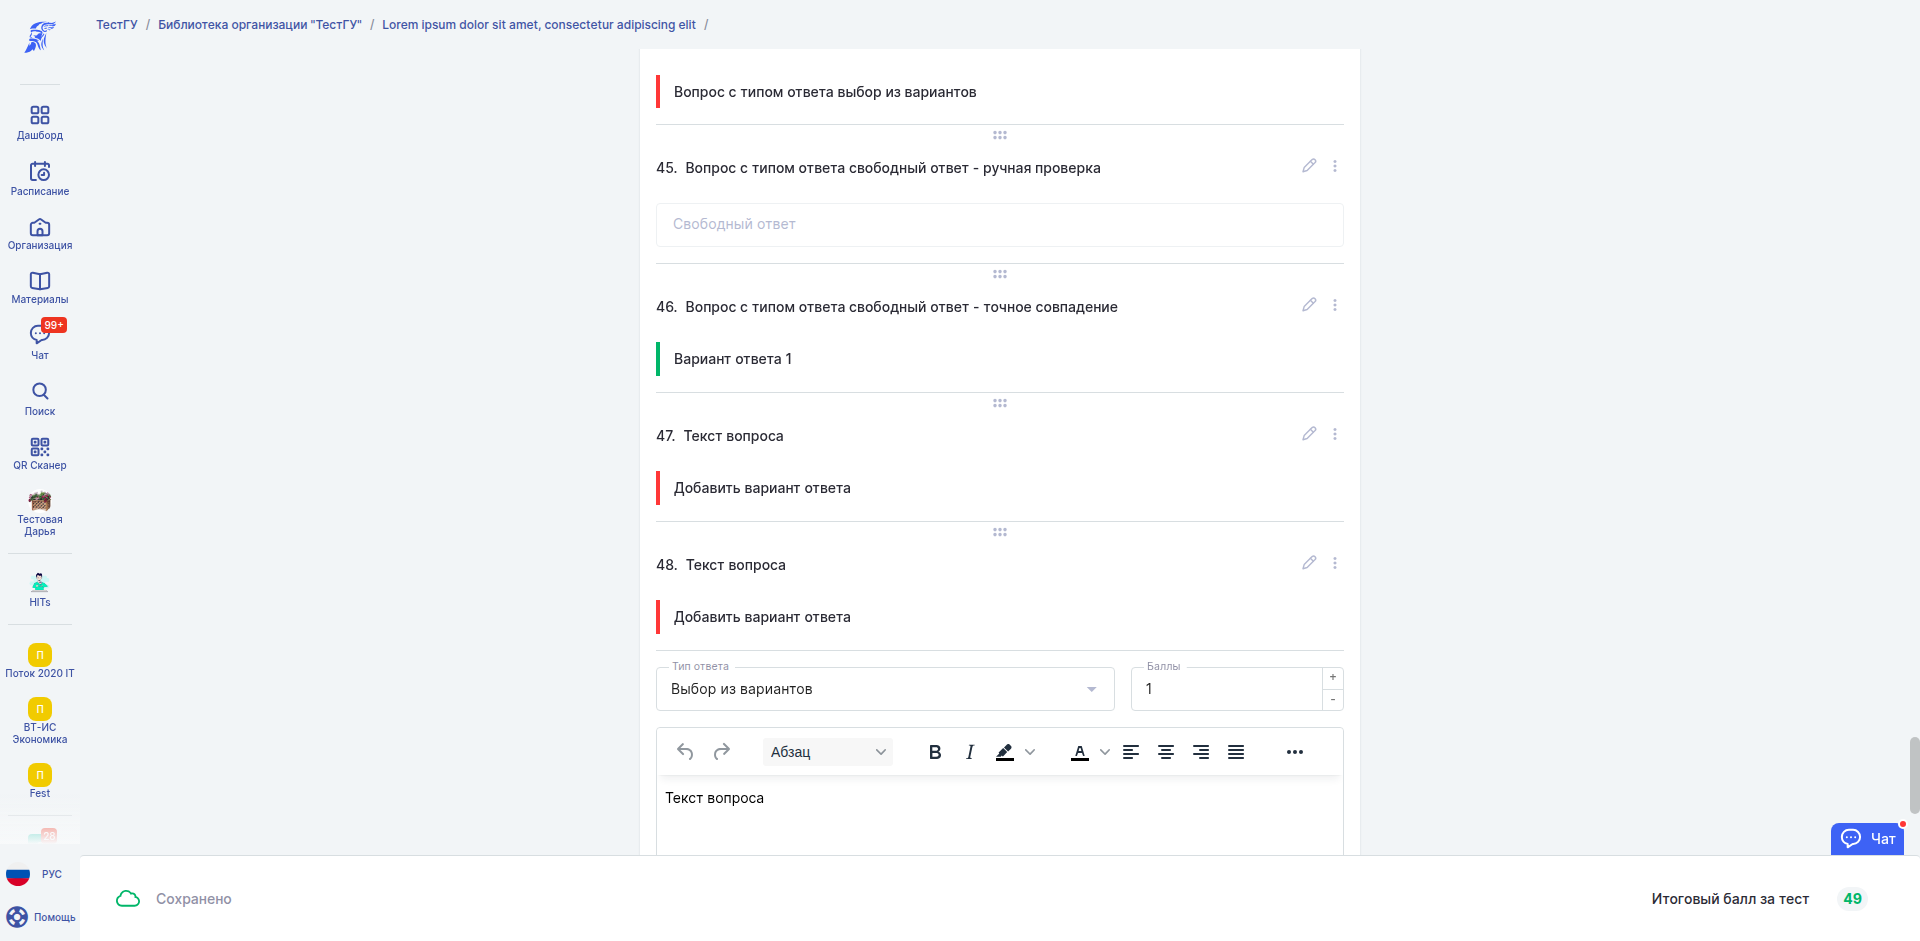 ТестГУ / Библиотека организации "ТестГУ" / Lorem ipsum dolor sit amet, consectetur adipiscing elit /
Дашборд
Расписание
Организация
Материалы
99+
Чат
Поиск
QR Сканер
Тестовая
Дарья
HITs
П
Поток 2020 IT
П
ВТ-ИС
Экономика
П
Fest
28
РУС
Помощь
Вопрос с типом ответа выбор из вариантов
45. Вопрос с типом ответа свободный ответ - ручная проверка
Свободный ответ
46. Вопрос с типом ответа свободный ответ - точное совпадение
Вариант ответа 1
47. Текст вопроса
Добавить вариант ответа
48. Текст вопроса
Добавить вариант ответа
Тип ответа
Выбор из вариантов
Баллы
1
+
-
Абзац
B I A
Текст вопроса
Чат
Сохранено
Итоговый балл за тест 49